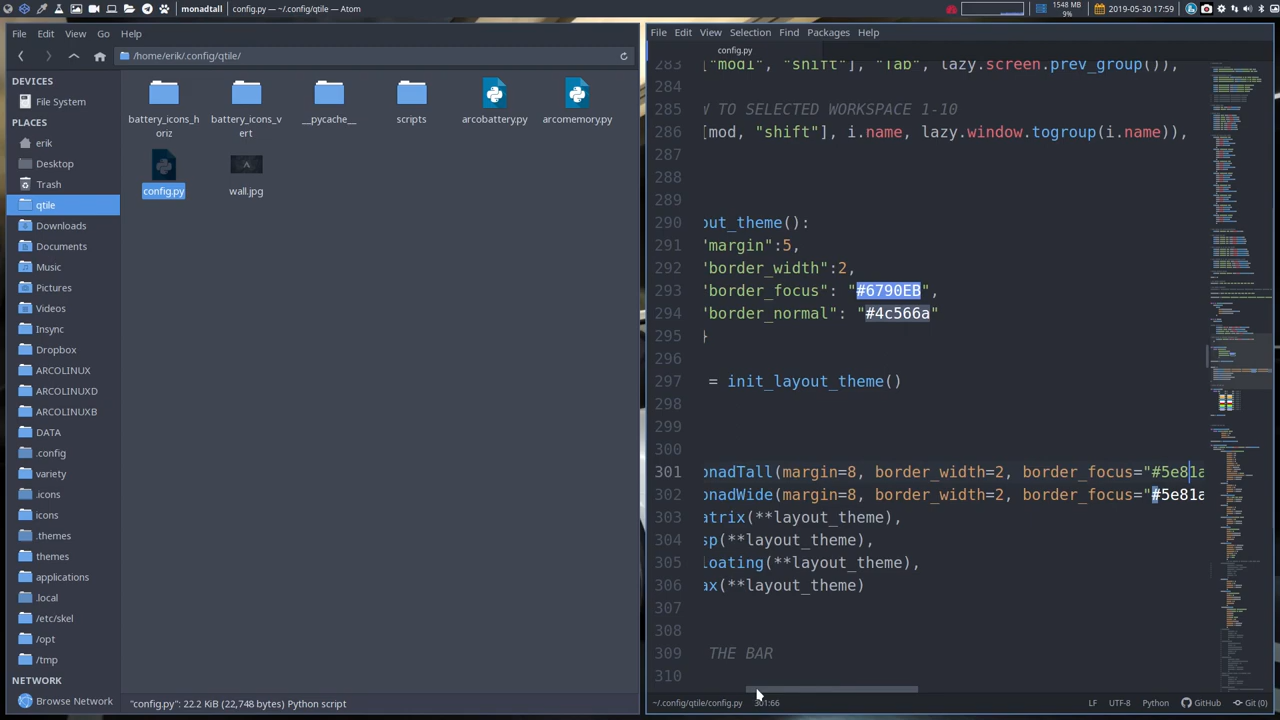 monadtall
config.py — ~/.config/qtile — Atom
1548 MB
9%
2019-05-30 17:59
File Edit View Go Help
/home/erik/.config/qtile/
DEVICES
File System
PLACES
erik
Desktop
Trash
qtile
Downloads
Documents
Music
Pictures
Videos
Insync
Dropbox
ARCOLINUX
ARCOLINUXD
ARCOLINUXB
DATA
.config
variety
.icons
icons
.themes
themes
applications
.local
/etc/skel
/opt
/tmp
NETWORK
Browse Network
battery_icons_h
oriz
battery_icons_v
ert
__pycache__
scripts
arcobattery.py
arcomemory.py
config.py
wall.jpg
"config.py": 22.2 KiB (22,748 bytes) Python script
File Edit View Selection Find Packages Help
config.py
283 ["mod1", "shift"], "Tab", lazy.screen.prev_group()),
284
285 W TO SELECTED WORKSPACE 1-
286 [mod, "shift"], i.name, lazy.window.togroup(i.name)),
287
288
289
290 out_theme():
291 "margin":5,
292 "border_width":2,
293 "border_focus": "#6790EB",
294 "border_normal": "#4c566a"
295 }
296
297 = init_layout_theme()
298
299
300
301 onadTall(margin=8, border_width=2, border_focus="#5e81a
302 onadWide(margin=8, border_width=2, border_focus="#5e81a
303 atrix(**layout_theme),
304 sp(**layout_theme),
305 loating(**layout_theme),
306 ax(**layout_theme)
307
308
309 THE BAR
310
~/.config/qtile/config.py 301:66 LF UTF-8 Python GitHub Git (0)